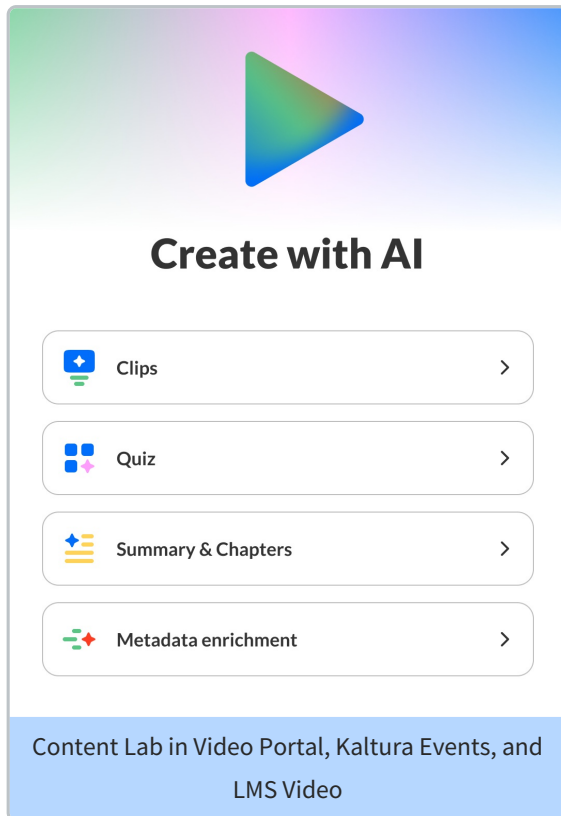 Create with AI
Clips
Quiz
Summary & Chapters
Metadata enrichment
Content Lab in Video Portal, Kaltura Events, and
LMS Video